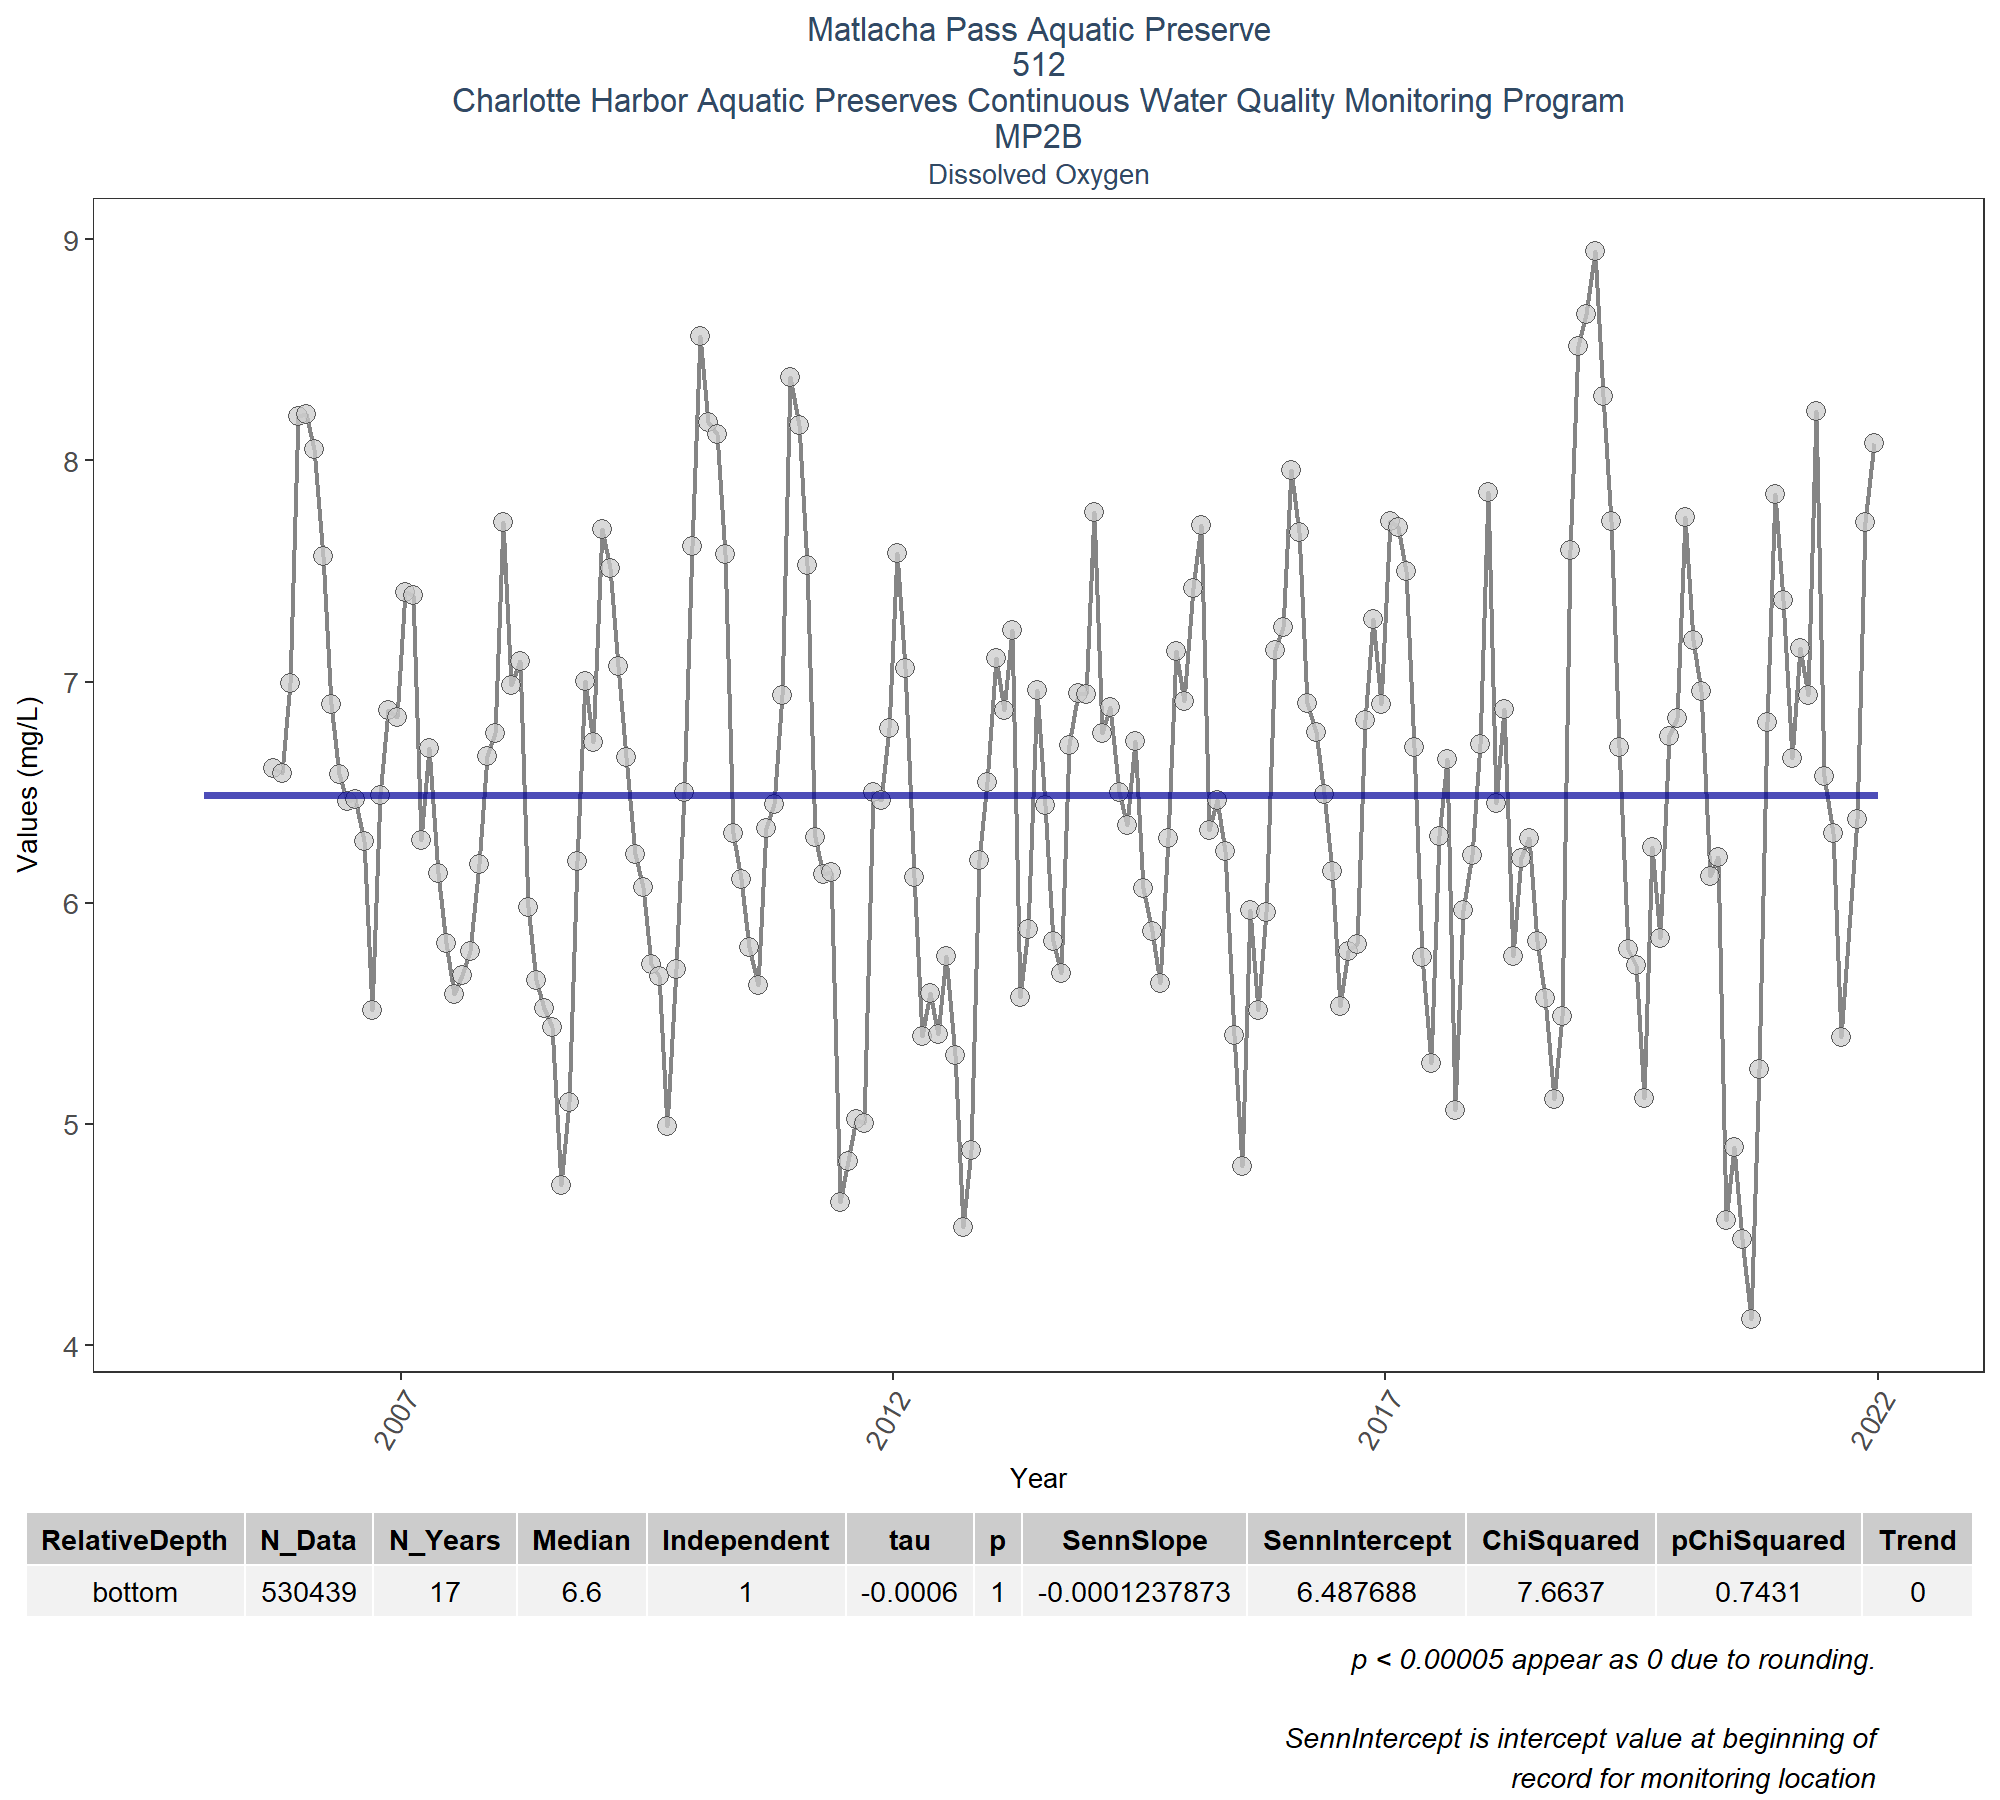 Matlacha Pass Aquatic Preserve
512
Charlotte Harbor Aquatic Preserves Continuous Water Quality Monitoring Program
MP2B
Dissolved Oxygen
9
8
7
6
5
4
Values (mg/L)
2007 2012 2017 2022
Year
RelativeDepth N_Data N_Years Median Independent tau p SennSlope SennIntercept ChiSquared pChiSquared Trend
bottom 530439 17 6.6 1 -0.0006 1 -0.0001237873 6.487688 7.6637 0.7431 0
p < 0.00005 appear as 0 due to rounding.
SennIntercept is intercept value at beginning of
record for monitoring location